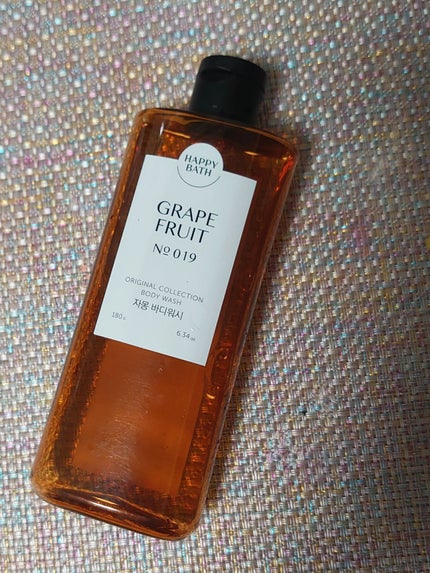 HAPPY
BATH
GRAPE
FRUIT
Nº 019
ORIGINAL COLLECTION
BODY WASH
자몽 바디워시
180 g
6.34 oz